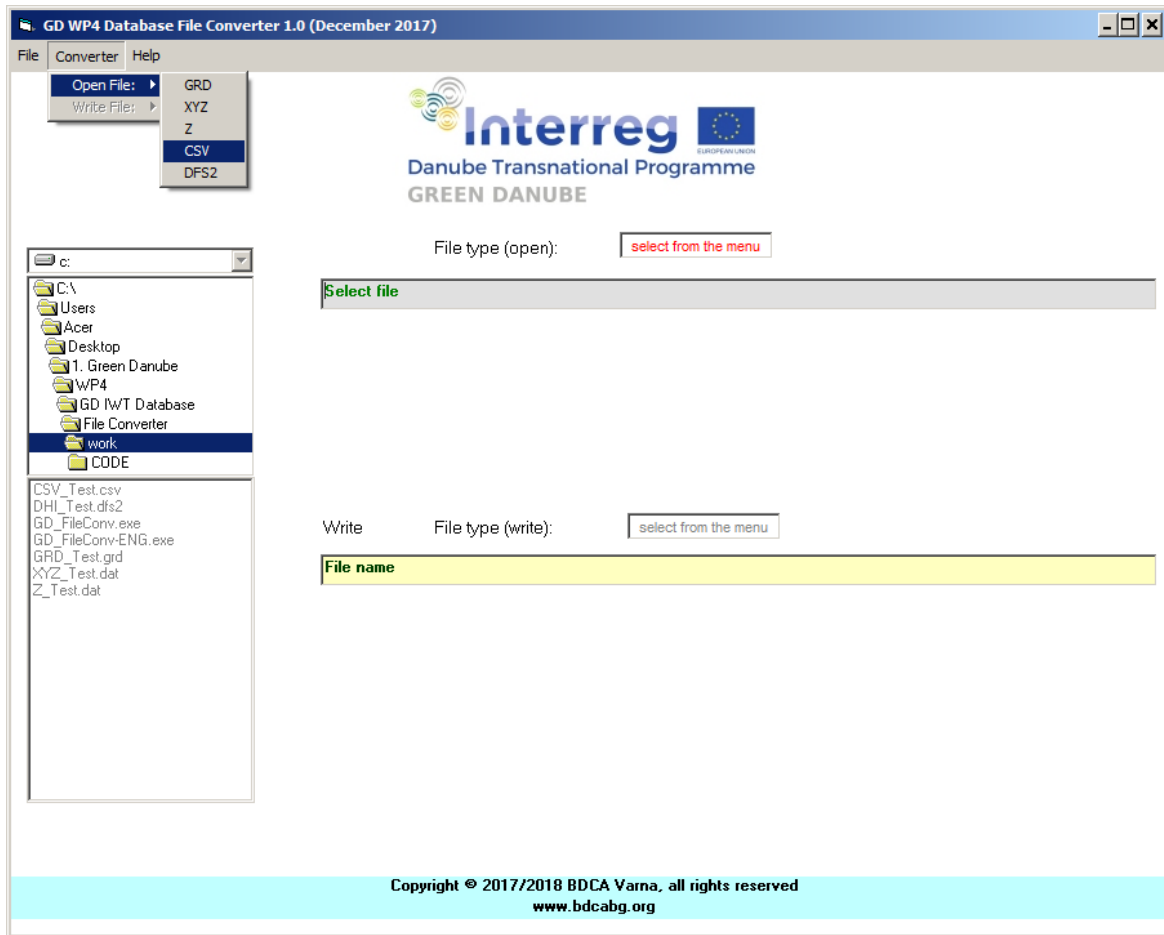 GD WP4 Database File Converter 1.0 (December 2017)
File Converter Help
Open File:
Write File:
GRD
XYZ
Z
CSV
DFS2
Interreg
EUROPEAN UNION
Danube Transnational Programme
GREEN DANUBE
File type (open): select from the menu
c:
Select file
C:\
Users
Acer
Desktop
1. Green Danube
WP4
GD IWT Database
File Converter
work
CODE
CSV_Test.csv
DHI_Test.dfs2
GD_FileConv.exe
GD_FileConv-ENG.exe
GRD_Test.grd
XYZ_Test.dat
Z_Test.dat
Write File type (write): select from the menu
File name
Copyright © 2017/2018 BDCA Varna, all rights reserved
www.bdcabg.org